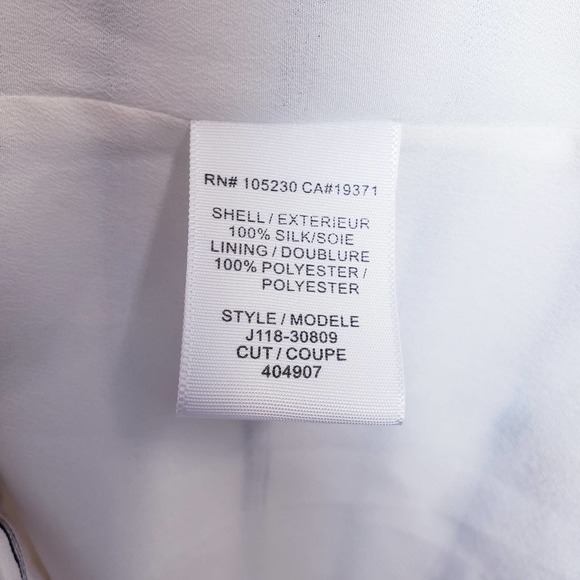 RN# 105230 CA#19371
SHELL / EXTERIEUR
100% SILK/SOIE
LINING / DOUBLURE
100% POLYESTER /
POLYESTER
STYLE / MODELE
J118-30809
CUT / COUPE
404907